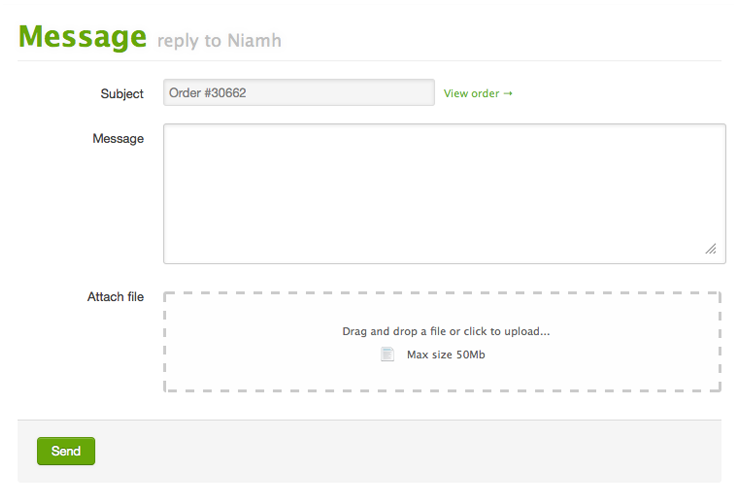 Message reply to Niamh
Subject Order #30662 View order →
Message
Attach file
Drag and drop a file or click to upload...
Max size 50Mb
Send